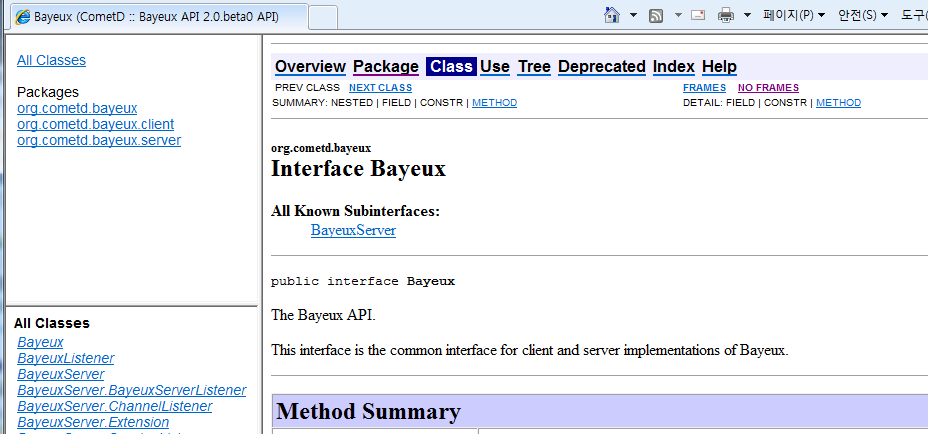 Bayeux (CometD :: Bayeux API 2.0.beta0 API)
페이지(P) 안전(S) 도구(
All Classes
Packages
org.cometd.bayeux
org.cometd.bayeux.client
org.cometd.bayeux.server
All Classes
Bayeux
BayeuxListener
BayeuxServer
BayeuxServer.BayeuxServerListener
BayeuxServer.ChannelListener
BayeuxServer.Extension
Overview Package Class Use Tree Deprecated Index Help
PREV CLASS NEXT CLASS FRAMES NO FRAMES
SUMMARY: NESTED | FIELD | CONSTR | METHOD DETAIL: FIELD | CONSTR | METHOD
org.cometd.bayeux
Interface Bayeux
All Known Subinterfaces:
BayeuxServer
public interface Bayeux
The Bayeux API.
This interface is the common interface for client and server implementations of Bayeux.
Method Summary